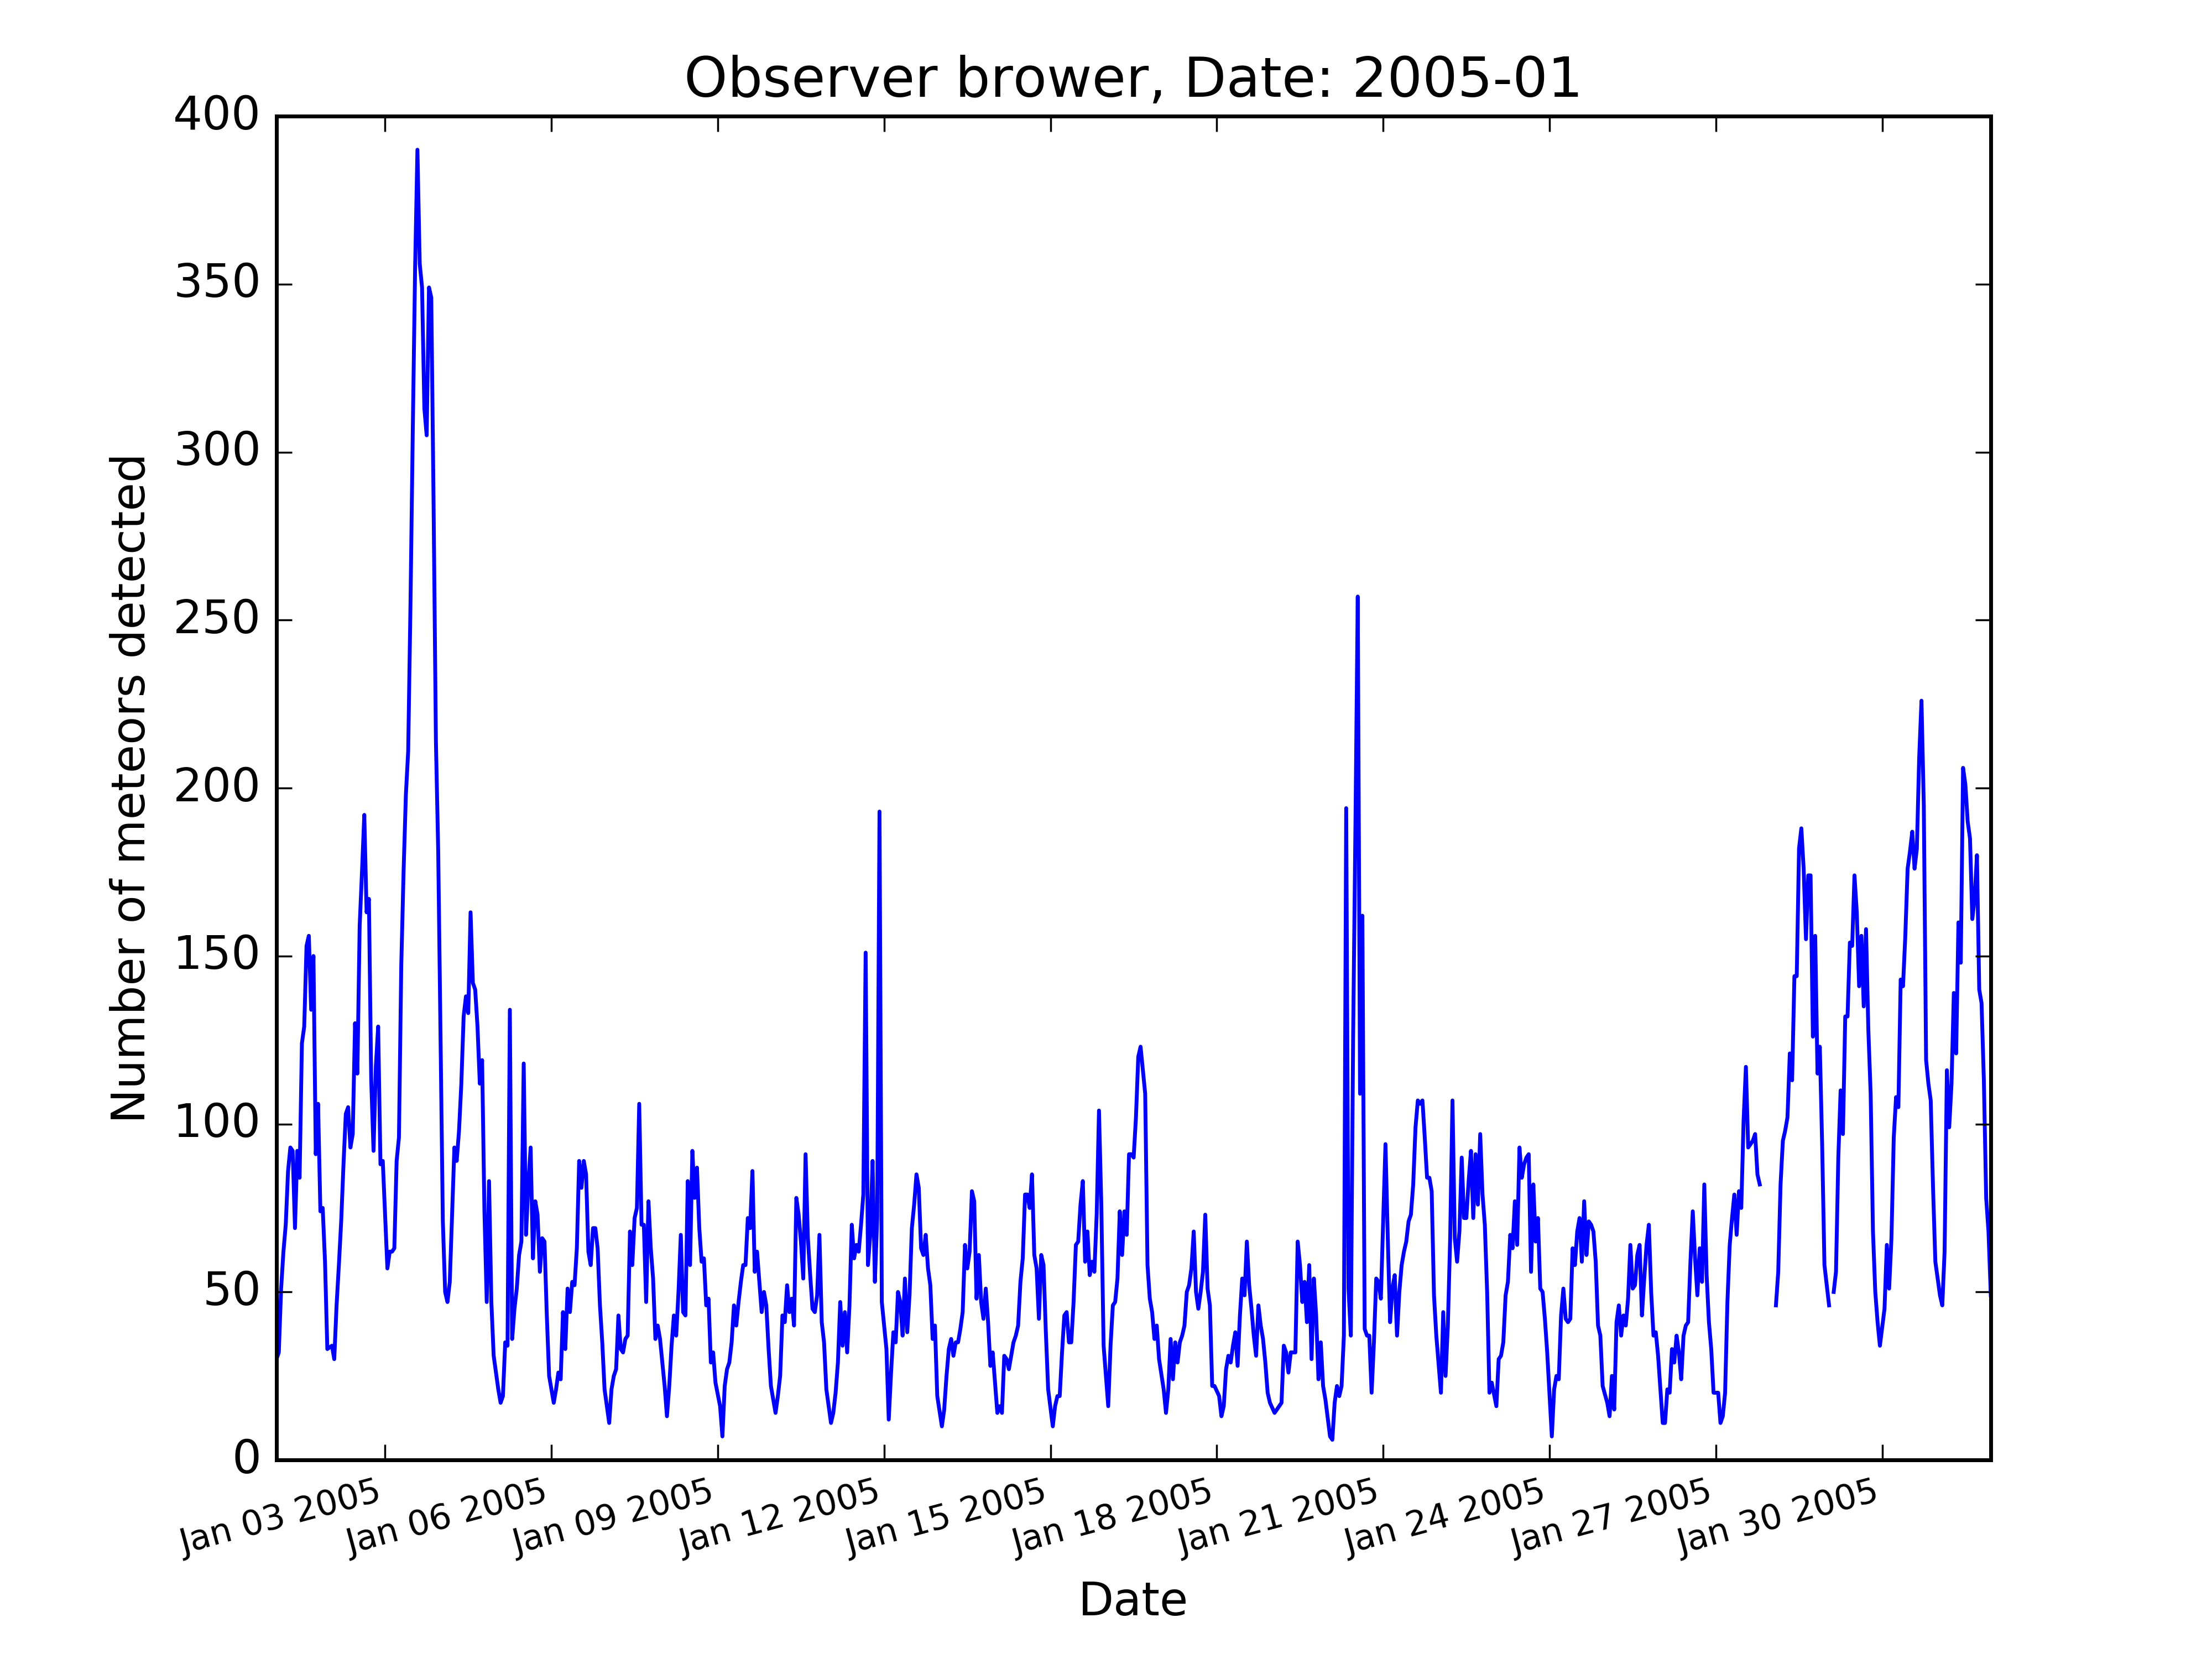 Observer brower, Date: 2005-01
400
350
300
250
200
150
100
50
0
Number of meteors detected
Jan 03 2005
Jan 06 2005
Jan 09 2005
Jan 12 2005
Jan 15 2005
Jan 18 2005
Jan 21 2005
Jan 24 2005
Jan 27 2005
Jan 30 2005
Date